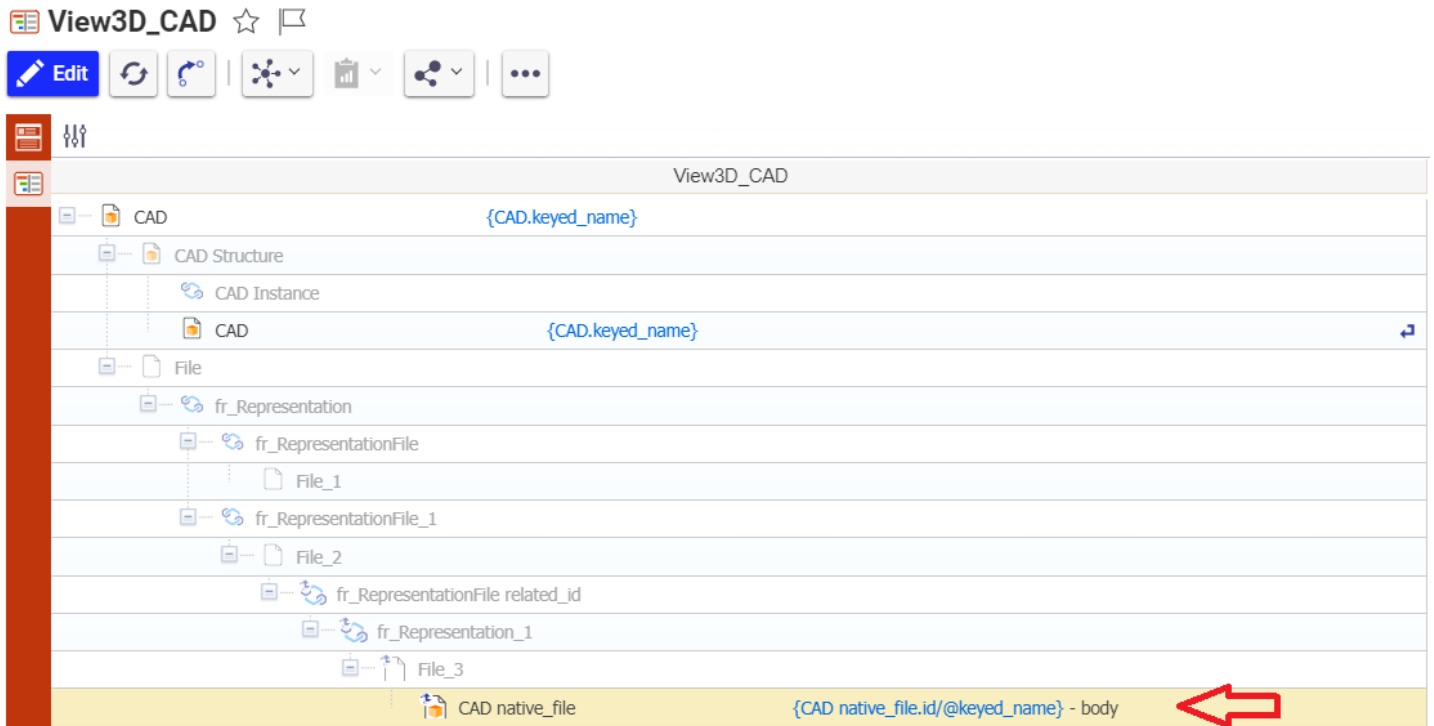 View3D_CAD
Edit
View3D_CAD
CAD {CAD.keyed_name}
CAD Structure
CAD Instance
CAD {CAD.keyed_name}
File
fr_Representation
fr_RepresentationFile
File_1
fr_RepresentationFile_1
File_2
fr_RepresentationFile related_id
fr_Representation_1
File_3
CAD native_file {CAD native_file.id/@keyed_name} - body